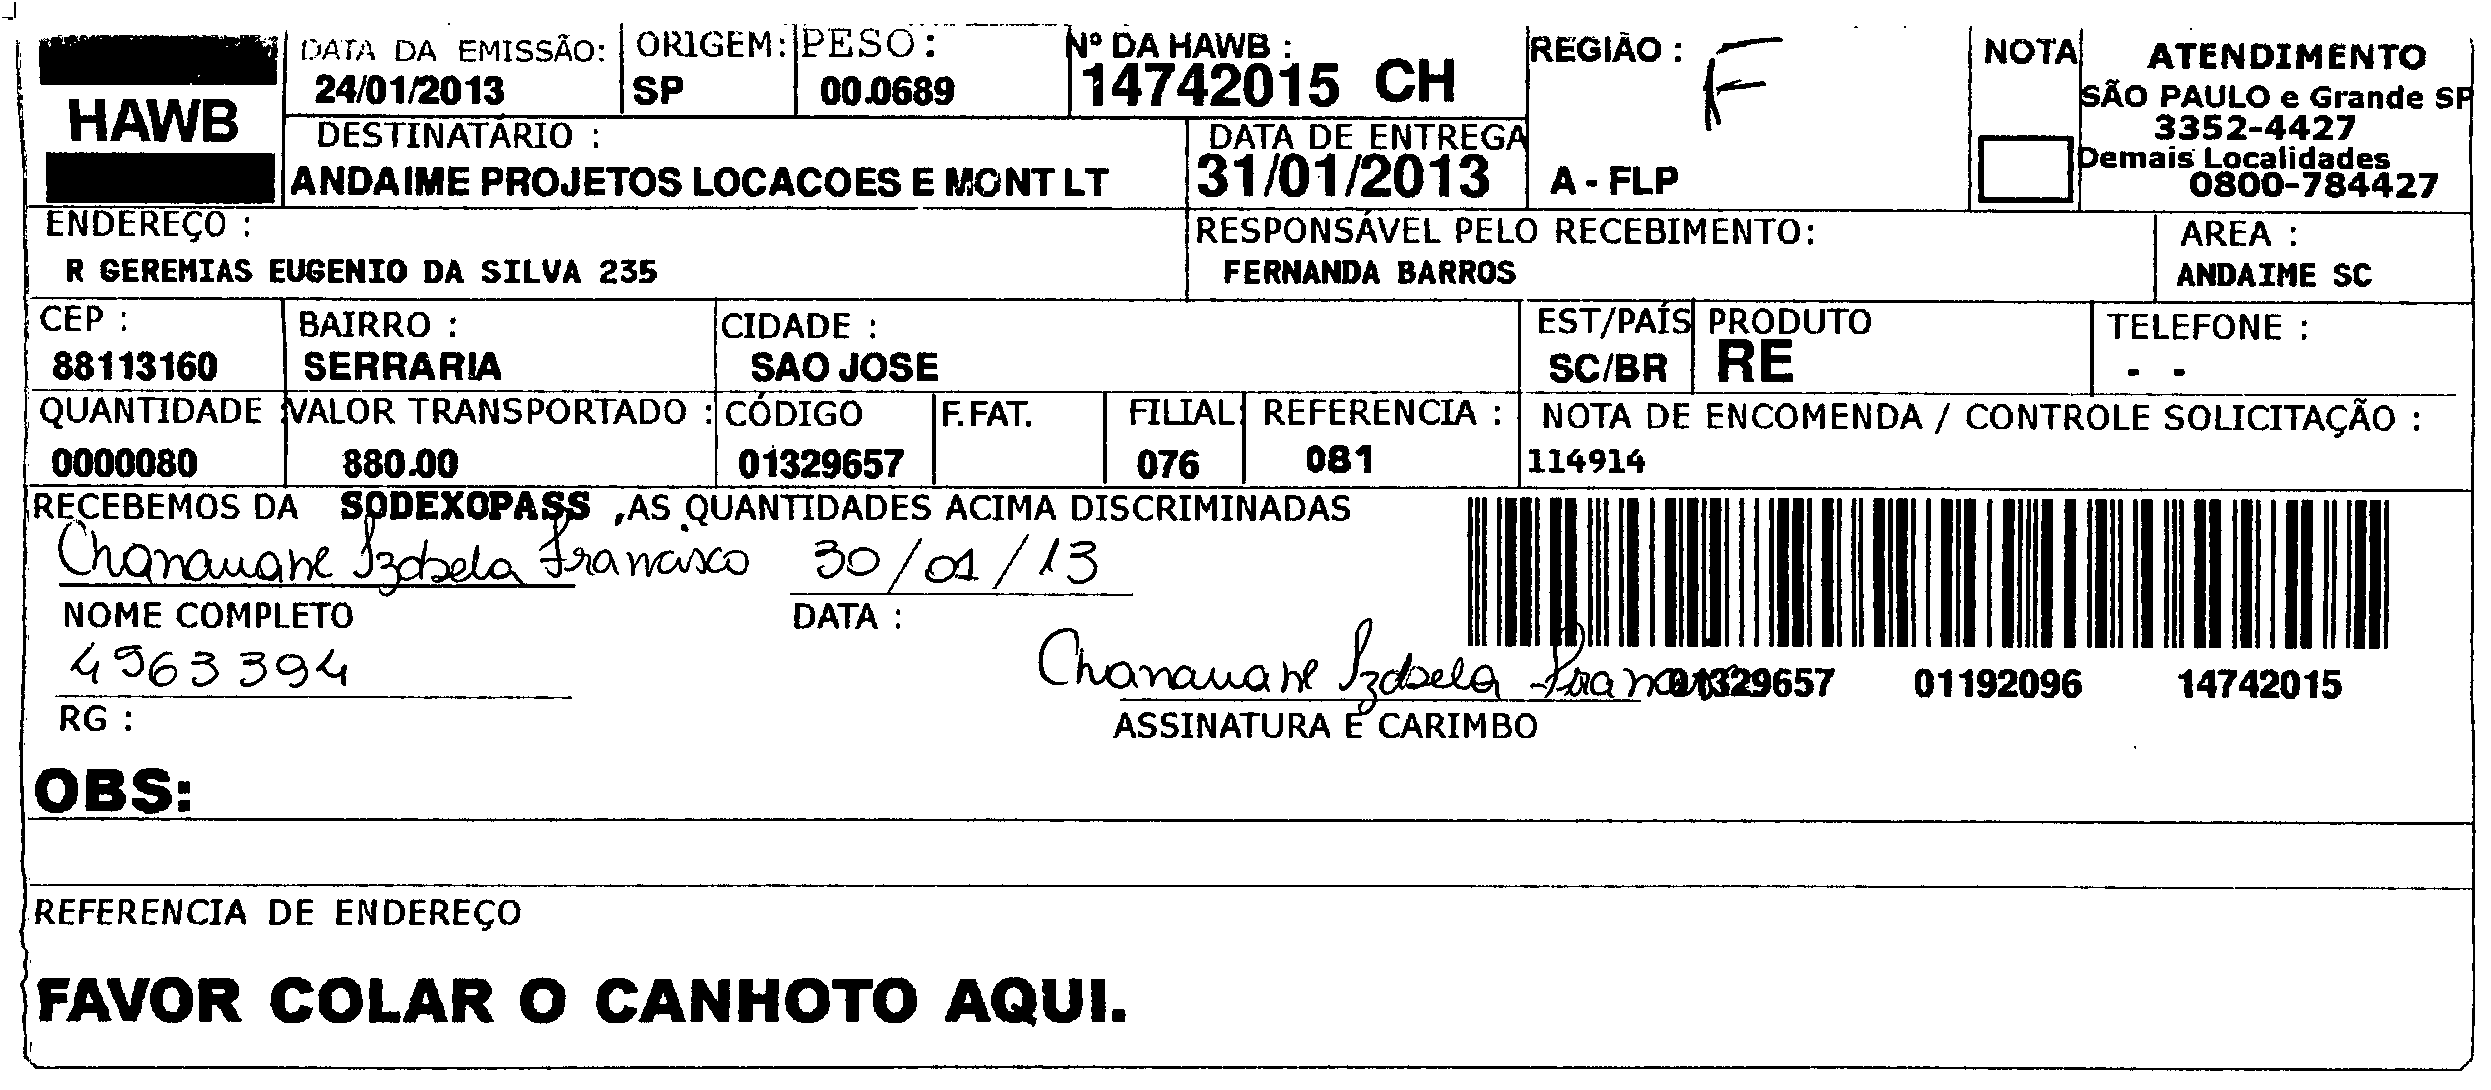 HAWB
DATA DA EMISSÃO: ORIGEM: PESO: Nº DA HAWB : REGIÃO : F NOTA ATENDIMENTO
24/01/2013 SP 00.0689 14742015 CH SÃO PAULO e Grande SP
3352-4427
DESTINATÁRIO : DATA DE ENTREGA Demais Localidades
ANDAIME PROJETOS LOCACOES E MONT LT 31/01/2013 A - FLP 0800-784427
ENDEREÇO : RESPONSÁVEL PELO RECEBIMENTO: AREA :
R GEREMIAS EUGENIO DA SILVA 235 FERNANDA BARROS ANDAIME SC
CEP : BAIRRO : CIDADE : EST/PAÍS PRODUTO TELEFONE :
88113160 SERRARIA SAO JOSE SC/BR RE - -
QUANTIDADE VALOR TRANSPORTADO : CÓDIGO F.FAT. FILIAL: REFERENCIA : NOTA DE ENCOMENDA / CONTROLE SOLICITAÇÃO :
0000080 880.00 01329657 076 081 114914
RECEBEMOS DA SODEXOPASS ,AS QUANTIDADES ACIMA DISCRIMINADAS
Izabela Francisco 30/01/13
NOME COMPLETO DATA :
4963394 Izabela 01329657 01192096 14742015
RG : ASSINATURA E CARIMBO
OBS:
REFERENCIA DE ENDEREÇO
FAVOR COLAR O CANHOTO AQUI.